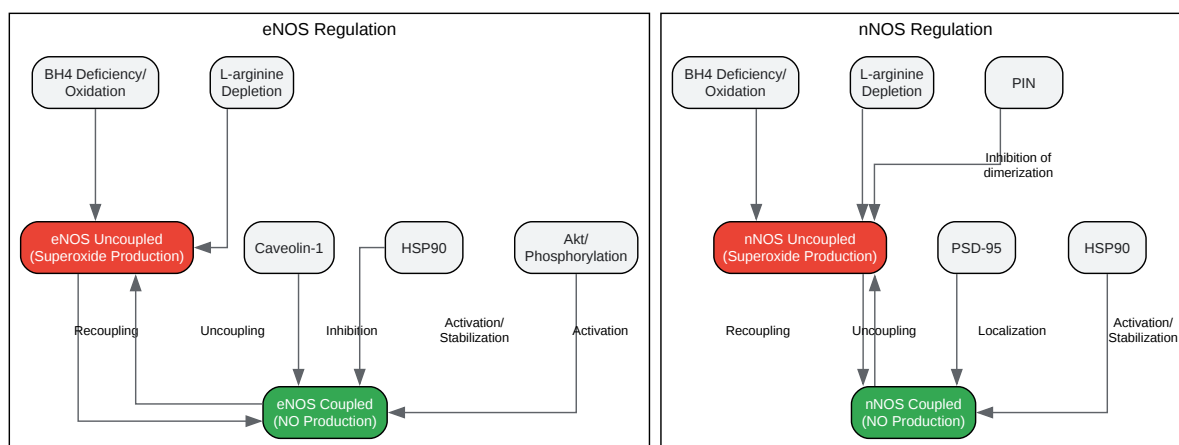 eNOS Regulation
BH4 Deficiency/
Oxidation
L-arginine
Depletion
eNOS Uncoupled
(Superoxide Production)
Caveolin-1
HSP90
Akt/
Phosphorylation
Recoupling
Uncoupling
Inhibition
Activation/
Stabilization
Activation
eNOS Coupled
(NO Production)
nNOS Regulation
BH4 Deficiency/
Oxidation
L-arginine
Depletion
PIN
Inhibition of
dimerization
nNOS Uncoupled
(Superoxide Production)
PSD-95
HSP90
Recoupling
Uncoupling
Localization
Activation/
Stabilization
nNOS Coupled
(NO Production)